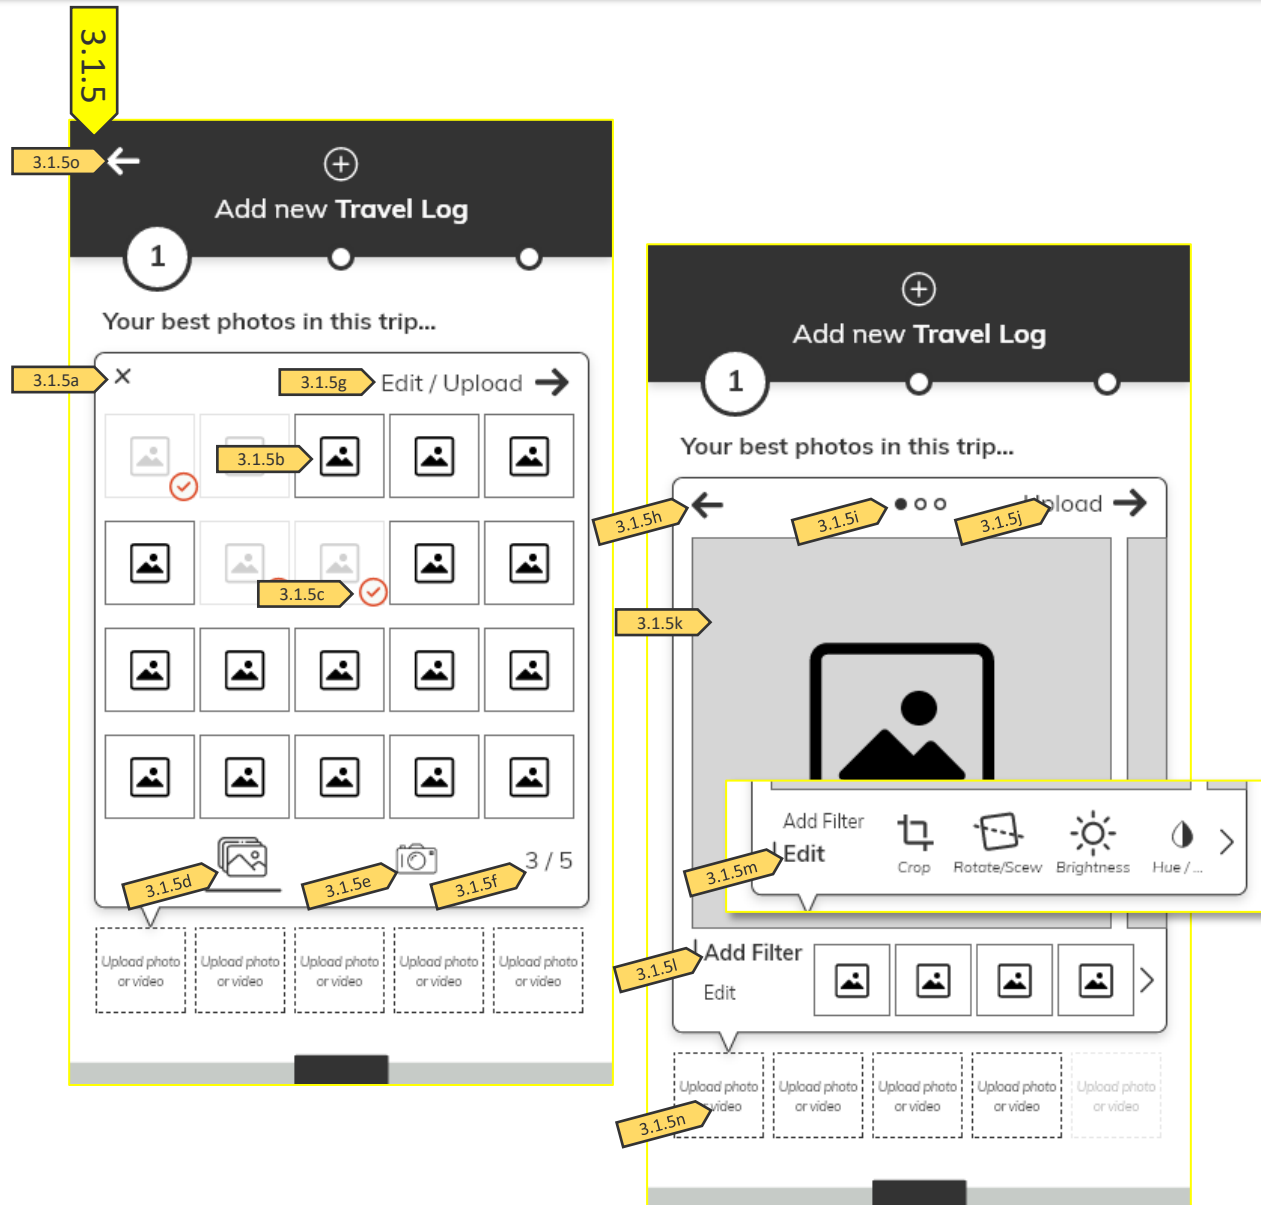 3.1.5
3.1.5o
Add new Travel Log
1
Your best photos in this trip...
3.1.5a
3.1.5g
Edit / Upload
3.1.5b
3.1.5c
3.1.5d
3.1.5e
3.1.5f
3 / 5
Upload photo
or video
Upload photo
or video
Upload photo
or video
Upload photo
or video
Upload photo
or video
Add new Travel Log
1
Your best photos in this trip...
3.1.5h
3.1.5i
3.1.5j
Upload
3.1.5k
Add Filter
Edit
3.1.5m
Crop
Rotate/Scew
Brightness
Hue / ...
3.1.5l
Add Filter
Edit
Upload photo
or video
Upload photo
or video
Upload photo
or video
Upload photo
or video
Upload photo
or video
3.1.5n